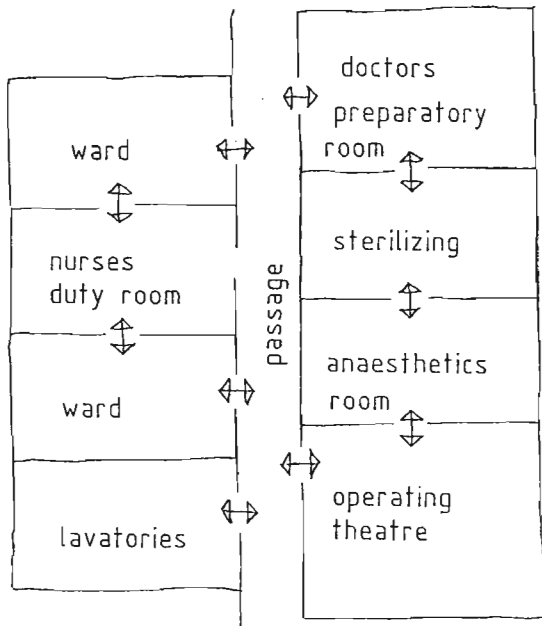 ward
nurses
duty room
ward
lavatories
passage
doctors
preparatory
room
sterilizing
anaesthetics
room
operating
theatre